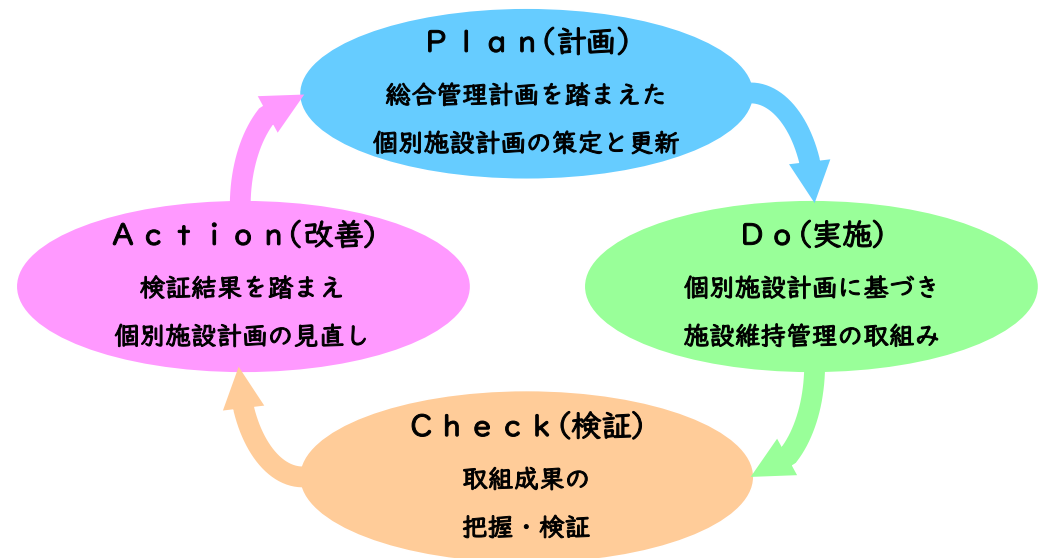 Ｐｌａｎ(計画)
総合管理計画を踏まえた
個別施設計画の策定と更新
Ｄｏ(実施)
個別施設計画に基づき
施設維持管理の取組み
Ｃｈｅｃｋ(検証)
取組成果の
把握・検証
Ａｃｔｉｏｎ(改善)
検証結果を踏まえ
個別施設計画の見直し